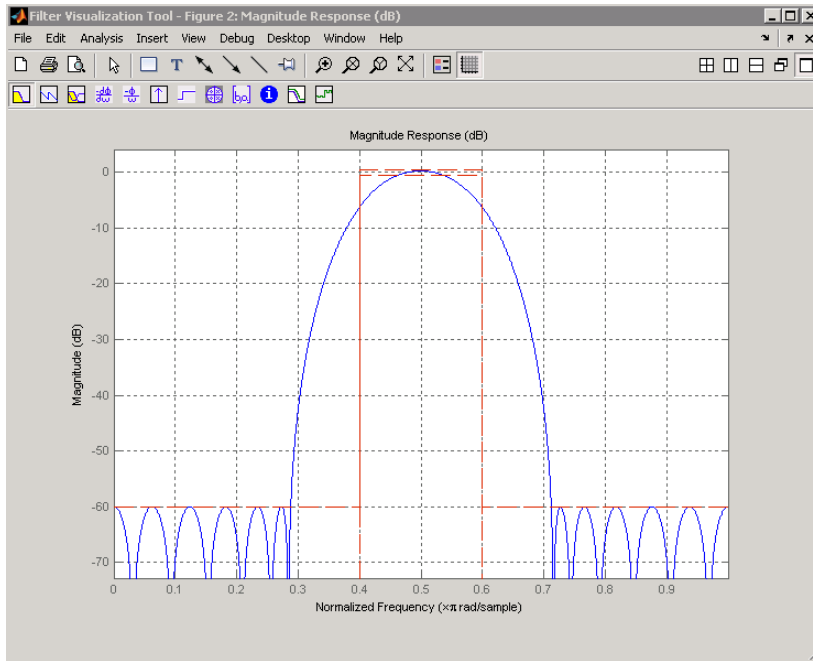 Filter Visualization Tool - Figure 2: Magnitude Response (dB)
File Edit Analysis Insert View Debug Desktop Window Help
T
[b,a]
Magnitude Response (dB)
0
-10
-20
-30
-40
-50
-60
-70
Magnitude (dB)
0 0.1 0.2 0.3 0.4 0.5 0.6 0.7 0.8 0.9
Normalized Frequency (×π rad/sample)